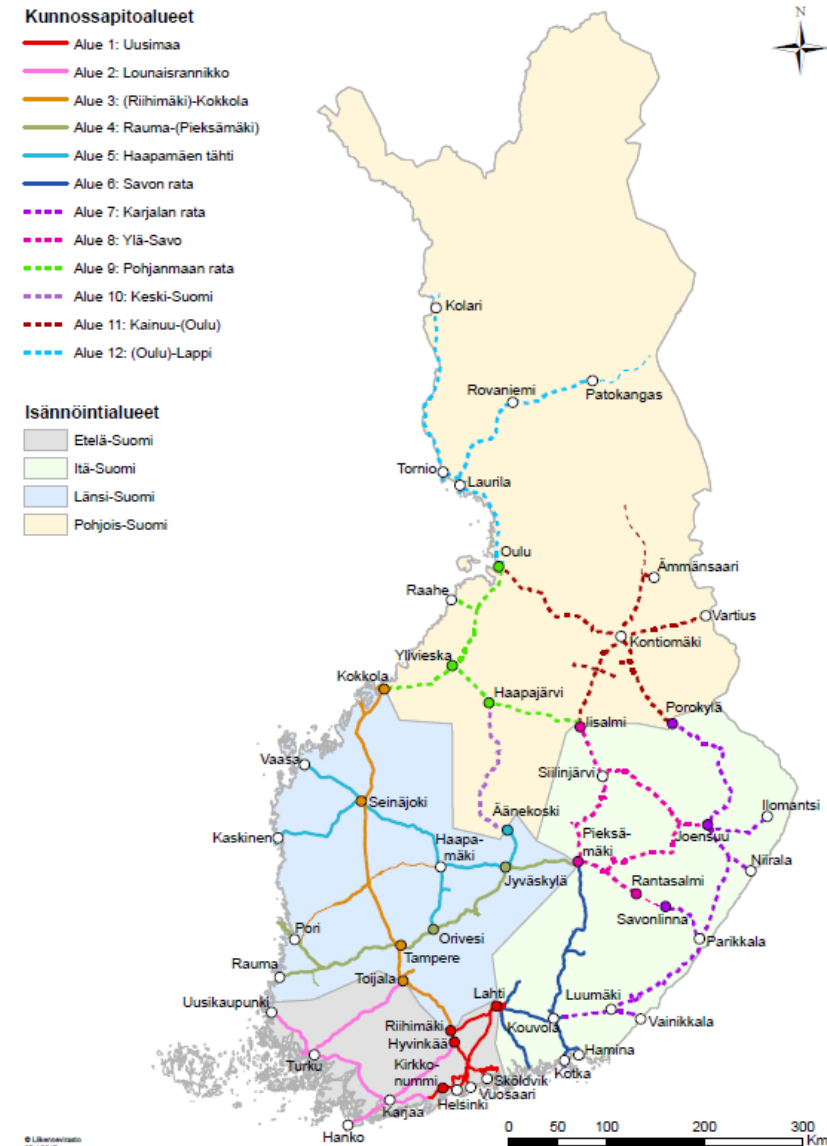 Kunnossapitoalueet
Alue 1: Uusimaa
Alue 2: Lounaisrannikko
Alue 3: (Riihimäki)-Kokkola
Alue 4: Rauma-(Pieksämäki)
Alue 5: Haapamäen tähti
Alue 6: Savon rata
Alue 7: Karjalan rata
Alue 8: Ylä-Savo
Alue 9: Pohjanmaan rata
Alue 10: Keski-Suomi
Alue 11: Kainuu-(Oulu)
Alue 12: (Oulu)-Lappi
Isännöintialueet
Etelä-Suomi
Itä-Suomi
Länsi-Suomi
Pohjois-Suomi
N
Kolari
Rovaniemi
Patokangas
Tornio
Laurila
Oulu
Ämmänsaari
Raahe
Vartius
Kontiomäki
Ylivieska
Kokkola
Haapajärvi
Porokylä
Iisalmi
Vaasa
Siilinjärvi
Seinäjoki
Ilomantsi
Äänekoski
Kaskinen
Haapa-
mäki
Pieksä-
mäki
Joensuu
Niirala
Jyväskylä
Rantasalmi
Savonlinna
Pori
Orivesi
Parikkala
Tampere
Rauma
Toijala
Uusikaupunki
Lahti
Luumäki
Riihimäki
Kouvola
Vainikkala
Hyvinkää
Turku
Kirkko-
nummi
Hamina
Kotka
Sköldvik
Vuosaari
Helsinki
Karjaa
Hanko
© Liikennevirasto
0 50 100 200 300
Km